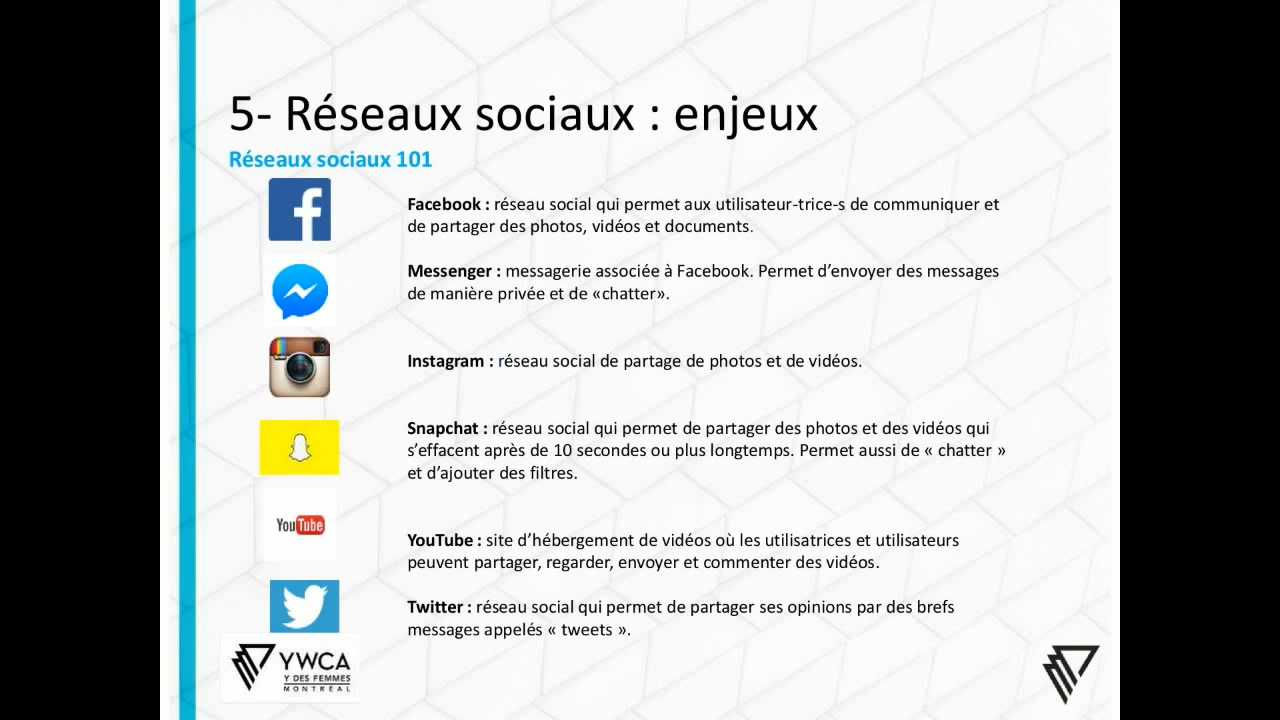 5- Réseaux sociaux : enjeux
Réseaux sociaux 101
Facebook : réseau social qui permet aux utilisateur-trice-s de communiquer et
de partager des photos, vidéos et documents.
Messenger : messagerie associée à Facebook. Permet d’envoyer des messages
de manière privée et de «chatter».
Instagram : réseau social de partage de photos et de vidéos.
Snapchat : réseau social qui permet de partager des photos et des vidéos qui
s’effacent après de 10 secondes ou plus longtemps. Permet aussi de « chatter »
et d’ajouter des filtres.
YouTube
YouTube : site d’hébergement de vidéos où les utilisatrices et utilisateurs
peuvent partager, regarder, envoyer et commenter des vidéos.
Twitter : réseau social qui permet de partager ses opinions par des brefs
messages appelés « tweets ».
YWCA
Y DES FEMMES
MONTRÉAL